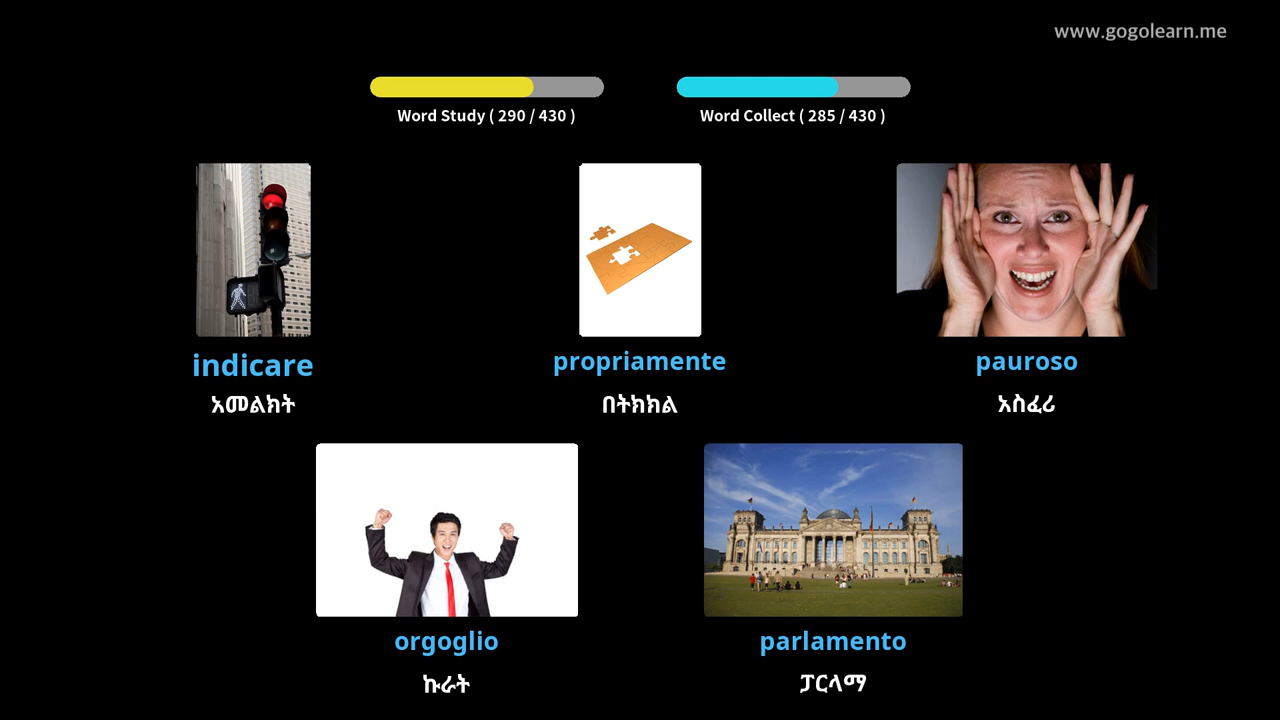 www.gogolearn.me
Word Study ( 290 / 430 )
Word Collect ( 285 / 430 )
indicare
propriamente
pauroso
አመልክት
በትክክል
አስፈሪ
orgoglio
parlamento
ኩራት
ፓርላማ